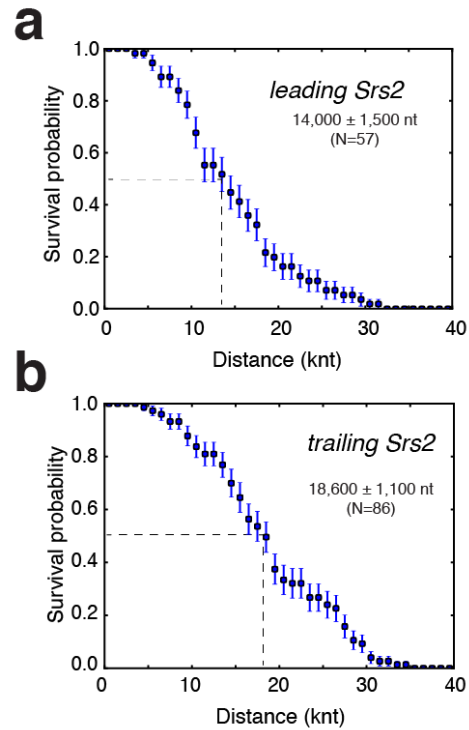 a
1.0
0.8
0.6
0.4
0.2
0.0
Survival probability
leading Srs2
14,000 ± 1,500 nt
(N=57)
0
10
20
30
40
Distance (knt)
b
1.0
0.8
0.6
0.4
0.2
0.0
Survival probability
trailing Srs2
18,600 ± 1,100 nt
(N=86)
0
10
20
30
40
Distance (knt)